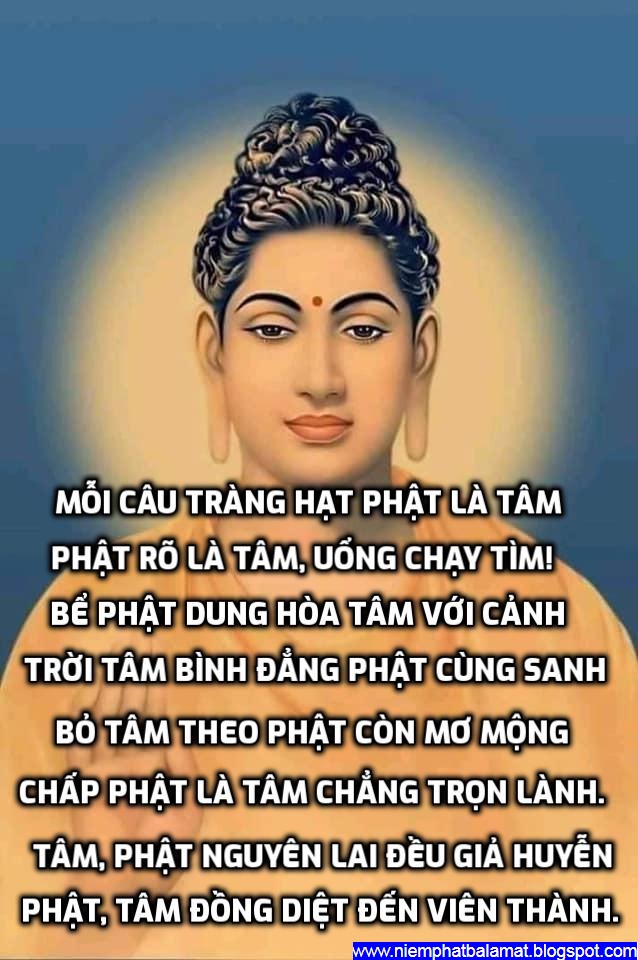 MỖI CÂU TRÀNG HẠT PHẬT LÀ TÂM
PHẬT RÕ LÀ TÂM, UỔNG CHẠY TÌM!
BỂ PHẬT DUNG HÒA TÂM VỚI CẢNH
TRỜI TÂM BÌNH ĐẲNG PHẬT CÙNG SANH
BỎ TÂM THEO PHẬT CÒN MƠ MỘNG
CHẤP PHẬT LÀ TÂM CHẲNG TRỌN LÀNH.
TÂM, PHẬT NGUYÊN LAI ĐỀU GIẢ HUYỄN
PHẬT, TÂM ĐỒNG DIỆT ĐẾN VIÊN THÀNH.
www.niemphatbalamat.blogspot.com